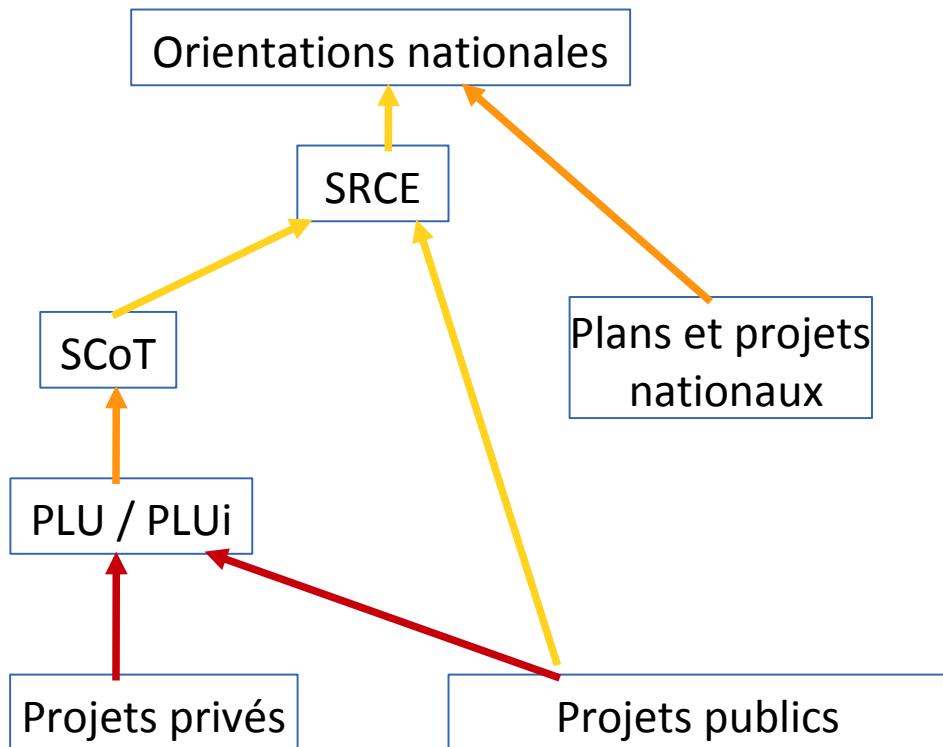 Orientations nationales
SRCE
SCoT
Plans et projets
nationaux
PLU / PLUi
Projets privés
Projets publics